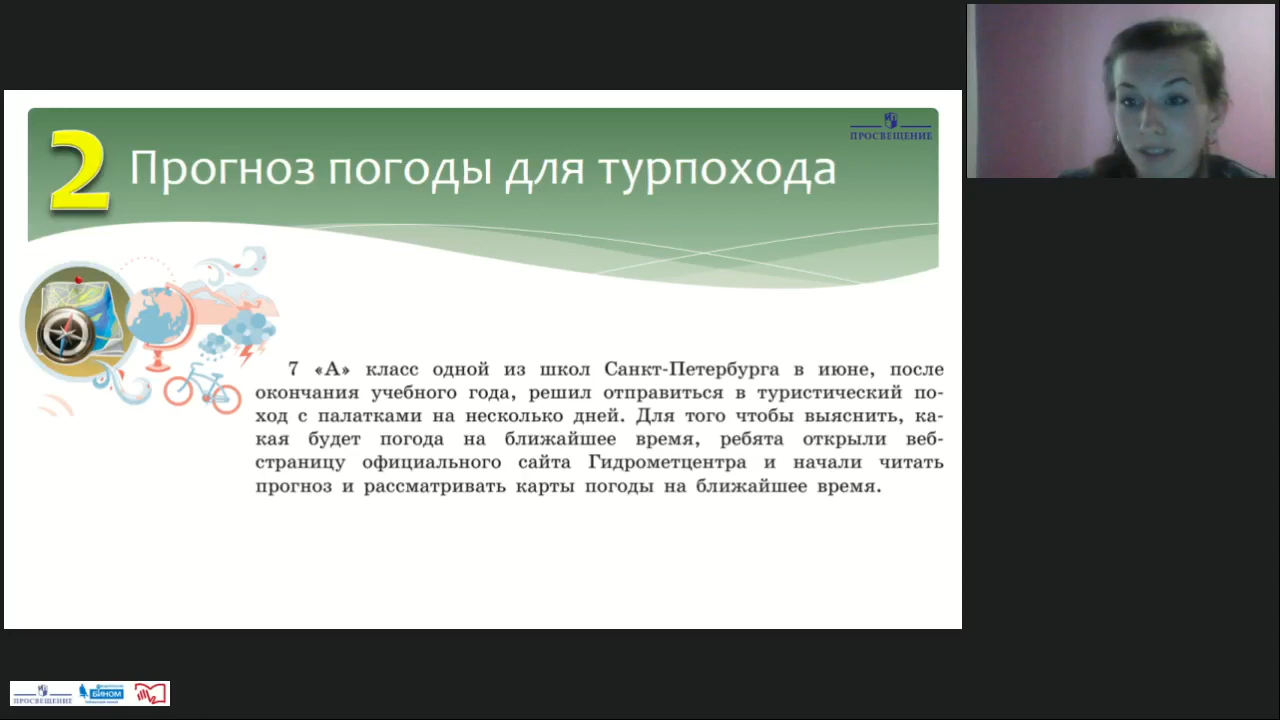 2
Прогноз погоды для турпохода
ПРОСВЕЩЕНИЕ
7 «А» класс одной из школ Санкт-Петербурга в июне, после
окончания учебного года, решил отправиться в туристический по-
ход с палатками на несколько дней. Для того чтобы выяснить, ка-
кая будет погода на ближайшее время, ребята открыли веб-
страницу официального сайта Гидрометцентра и начали читать
прогноз и рассматривать карты погоды на ближайшее время.
ПРОСВЕЩЕНИЕ
БИНОМ